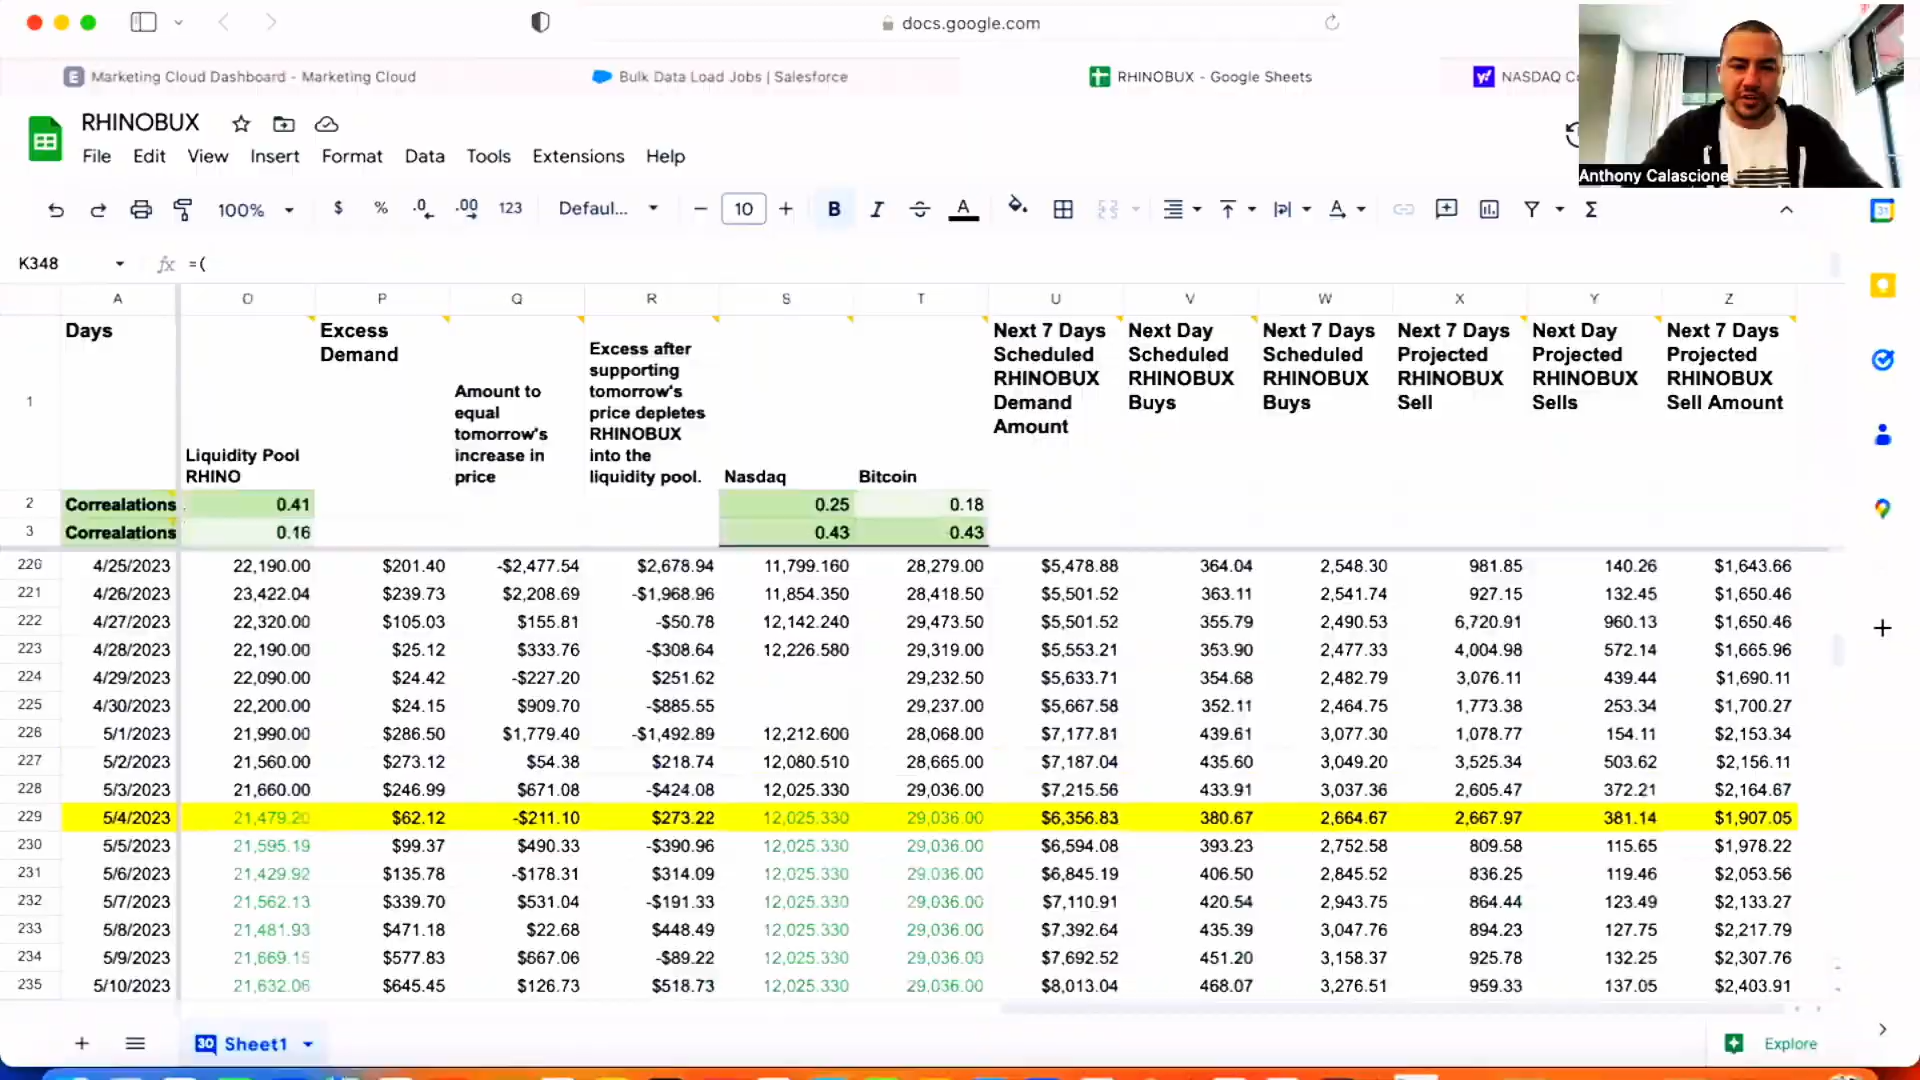 docs.google.com
Marketing Cloud Dashboard - Marketing Cloud
Bulk Data Load Jobs | Salesforce
RHINOBUX - Google Sheets
NASDAQ
RHINOBUX
File Edit View Insert Format Data Tools Extensions Help
Anthony Calascione
100% $ % .0 .00 123 Defaul... − 10 + B I A Σ
K348 fx =(
A O P Q R S T U V W X Y Z
1
Days
Liquidity Pool
RHINO
Excess
Demand
Amount to
equal
tomorrow's
increase in
price
Excess after
supporting
tomorrow's
price depletes
RHINOBUX
into the
liquidity pool.
Nasdaq
Bitcoin
Next 7 Days
Scheduled
RHINOBUX
Demand
Amount
Next Day
Scheduled
RHINOBUX
Buys
Next 7 Days
Scheduled
RHINOBUX
Buys
Next 7 Days
Projected
RHINOBUX
Sell
Next Day
Projected
RHINOBUX
Sells
Next 7 Days
Projected
RHINOBUX
Sell Amount
2 Correalations 0.41 0.25 0.18
3 Correalations 0.16 0.43 0.43
220 4/25/2023 22,190.00 $201.40 -$2,477.54 $2,678.94 11,799.160 28,279.00 $5,478.88 364.04 2,548.30 981.85 140.26 $1,643.66
221 4/26/2023 23,422.04 $239.73 $2,208.69 -$1,968.96 11,854.350 28,418.50 $5,501.52 363.11 2,541.74 927.15 132.45 $1,650.46
222 4/27/2023 22,320.00 $105.03 $155.81 -$50.78 12,142.240 29,473.50 $5,501.52 355.79 2,490.53 6,720.91 960.13 $1,650.46
223 4/28/2023 22,190.00 $25.12 $333.76 -$308.64 12,226.580 29,319.00 $5,553.21 353.90 2,477.33 4,004.98 572.14 $1,665.96
224 4/29/2023 22,090.00 $24.42 -$227.20 $251.62 29,232.50 $5,633.71 354.68 2,482.79 3,076.11 439.44 $1,690.11
225 4/30/2023 22,200.00 $24.15 $909.70 -$885.55 29,237.00 $5,667.58 352.11 2,464.75 1,773.38 253.34 $1,700.27
226 5/1/2023 21,990.00 $286.50 $1,779.40 -$1,492.89 12,212.600 28,068.00 $7,177.81 439.61 3,077.30 1,078.77 154.11 $2,153.34
227 5/2/2023 21,560.00 $273.12 $54.38 $218.74 12,080.510 28,665.00 $7,187.04 435.60 3,049.20 3,525.34 503.62 $2,156.11
228 5/3/2023 21,660.00 $246.99 $671.08 -$424.08 12,025.330 29,036.00 $7,215.56 433.91 3,037.36 2,605.47 372.21 $2,164.67
229 5/4/2023 21,479.20 $62.12 -$211.10 $273.22 12,025.330 29,036.00 $6,356.83 380.67 2,664.67 2,667.97 381.14 $1,907.05
230 5/5/2023 21,595.19 $99.37 $490.33 -$390.96 12,025.330 29,036.00 $6,594.08 393.23 2,752.58 809.58 115.65 $1,978.22
231 5/6/2023 21,429.92 $135.78 -$178.31 $314.09 12,025.330 29,036.00 $6,845.19 406.50 2,845.52 836.25 119.46 $2,053.56
232 5/7/2023 21,562.13 $339.70 $531.04 -$191.33 12,025.330 29,036.00 $7,110.91 420.54 2,943.75 864.44 123.49 $2,133.27
233 5/8/2023 21,481.93 $471.18 $22.68 $448.49 12,025.330 29,036.00 $7,392.64 435.39 3,047.76 894.23 127.75 $2,217.79
234 5/9/2023 21,669.15 $577.83 $667.06 -$89.22 12,025.330 29,036.00 $7,692.52 451.20 3,158.37 925.78 132.25 $2,307.76
235 5/10/2023 21,632.06 $645.45 $126.73 $518.73 12,025.330 29,036.00 $8,013.04 468.07 3,276.51 959.33 137.05 $2,403.91
30 Sheet1
Explore